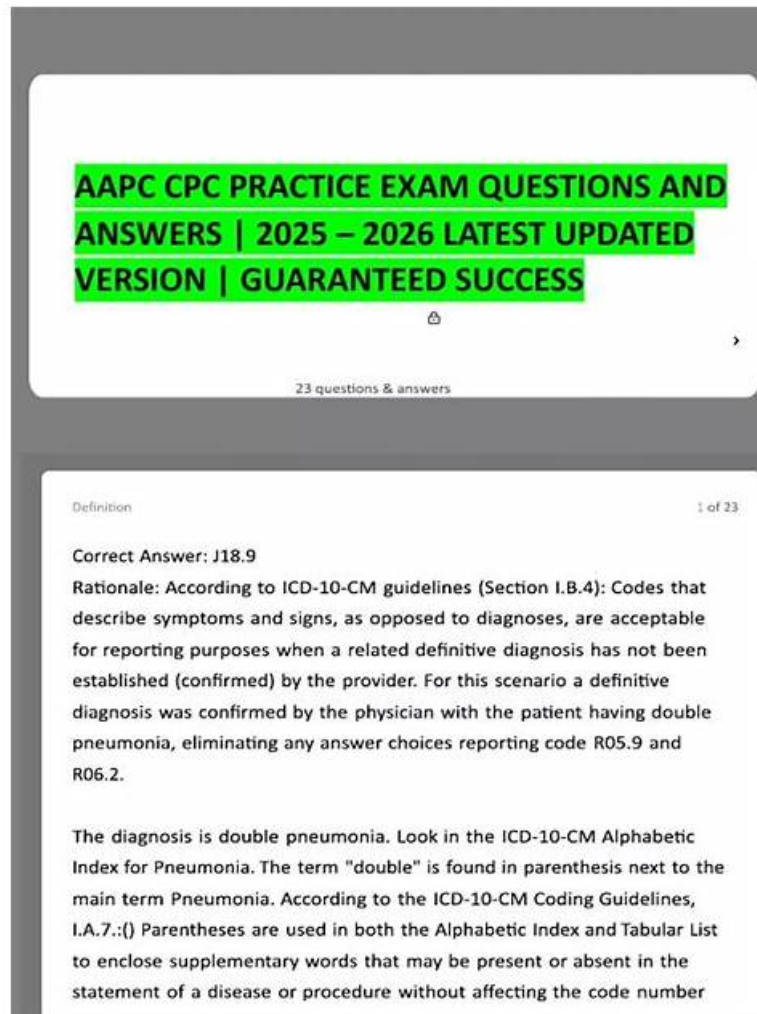 AAPC CPC PRACTICE EXAM QUESTIONS AND
ANSWERS | 2025 – 2026 LATEST UPDATED
VERSION | GUARANTEED SUCCESS
23 questions & answers
Definition
1 of 23
Correct Answer: J18.9
Rationale: According to ICD-10-CM guidelines (Section I.B.4): Codes that
describe symptoms and signs, as opposed to diagnoses, are acceptable
for reporting purposes when a related definitive diagnosis has not been
established (confirmed) by the provider. For this scenario a definitive
diagnosis was confirmed by the physician with the patient having double
pneumonia, eliminating any answer choices reporting code R05.9 and
R06.2.
The diagnosis is double pneumonia. Look in the ICD-10-CM Alphabetic
Index for Pneumonia. The term "double" is found in parenthesis next to the
main term Pneumonia. According to the ICD-10-CM Coding Guidelines,
I.A.7.:() Parentheses are used in both the Alphabetic Index and Tabular List
to enclose supplementary words that may be present or absent in the
statement of a disease or procedure without affecting the code number